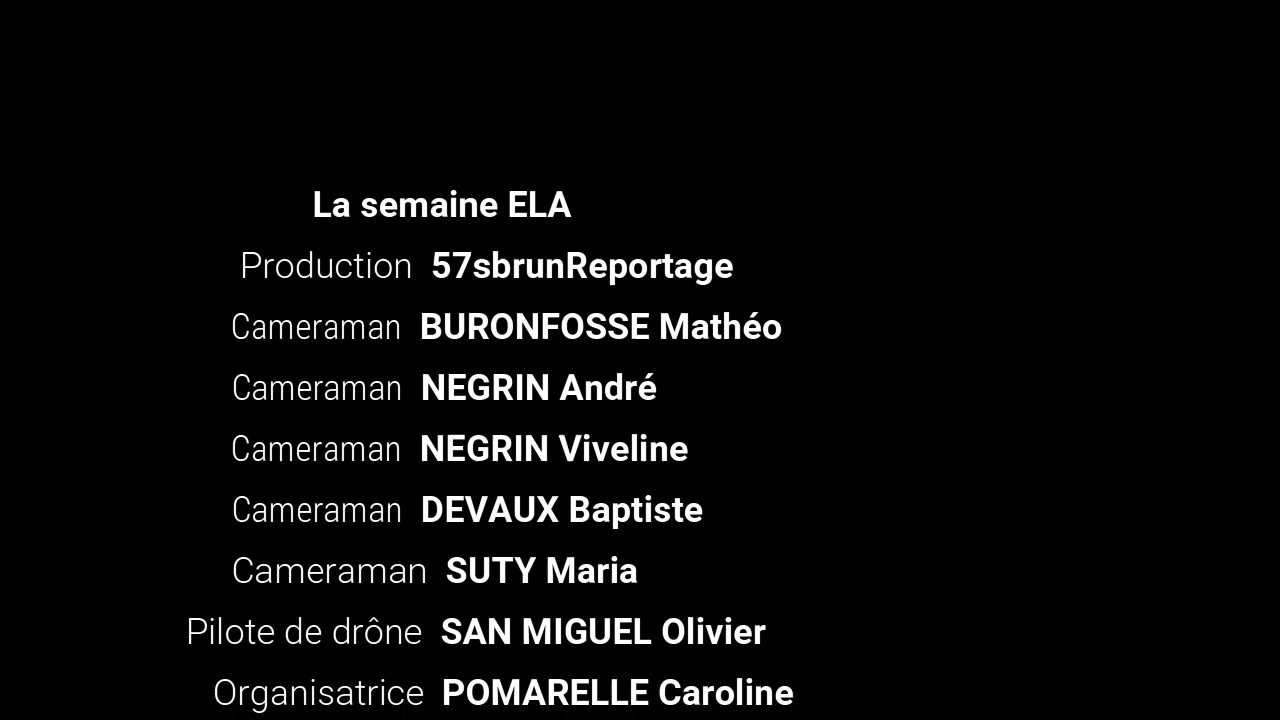 La semaine ELA
Production 57sbrunReportage
Cameraman BURONFOSSE Mathéo
Cameraman NEGRIN André
Cameraman NEGRIN Viveline
Cameraman DEVAUX Baptiste
Cameraman SUTY Maria
Pilote de drône SAN MIGUEL Olivier
Organisatrice POMARELLE Caroline